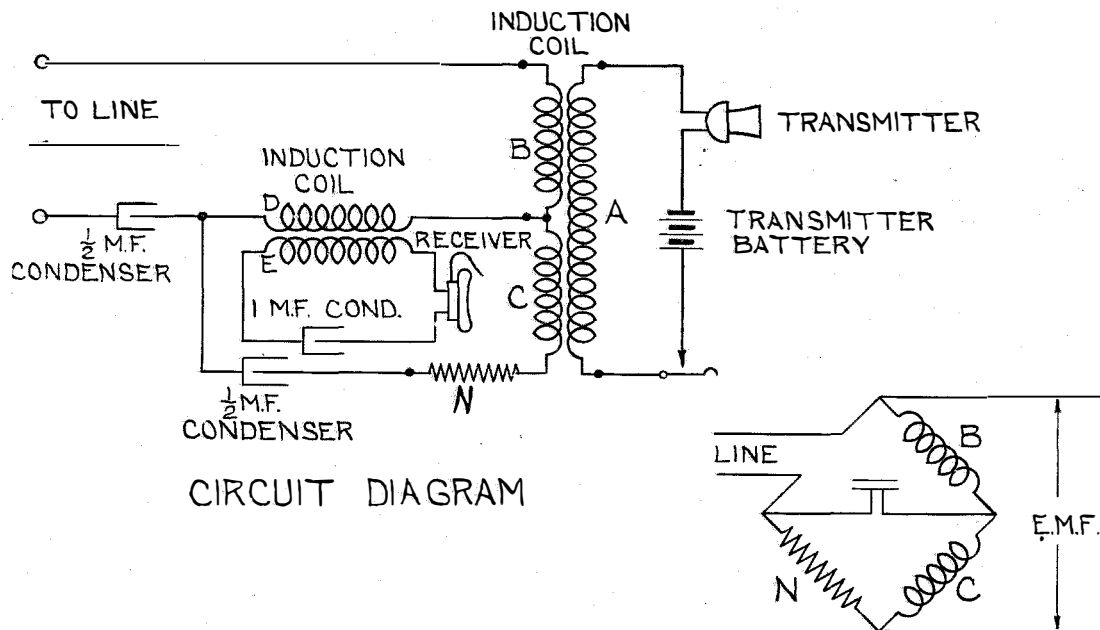 INDUCTION
COIL
TO LINE
TRANSMITTER
INDUCTION
COIL
B
A
D
TRANSMITTER
BATTERY
RECEIVER
E
½ M.F.
CONDENSER
C
1 M.F. COND.
N
½ M.F.
CONDENSER
CIRCUIT DIAGRAM
LINE
B
E.M.F.
N
C